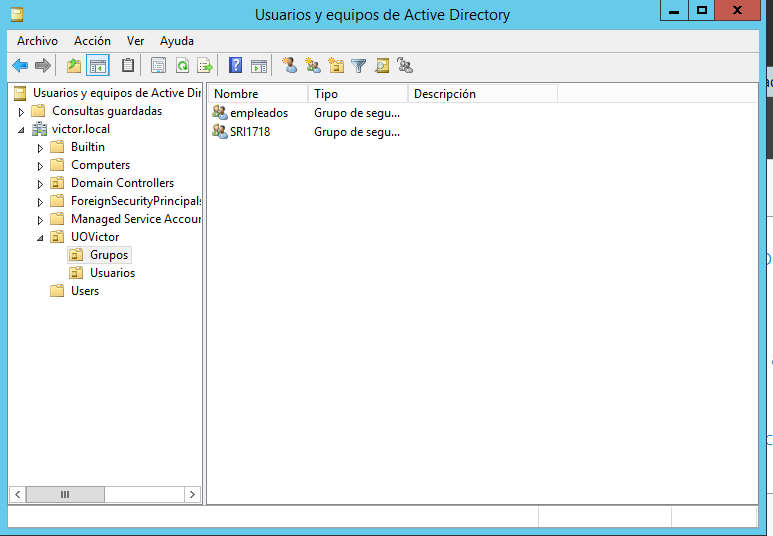 Usuarios y equipos de Active Directory
Archivo Acción Ver Ayuda
Usuarios y equipos de Active Dir
Consultas guardadas
victor.local
Builtin
Computers
Domain Controllers
ForeignSecurityPrincipals
Managed Service Accour
UOVictor
Grupos
Usuarios
Users
Nombre Tipo Descripción
empleados Grupo de segu...
SRI1718 Grupo de segu...